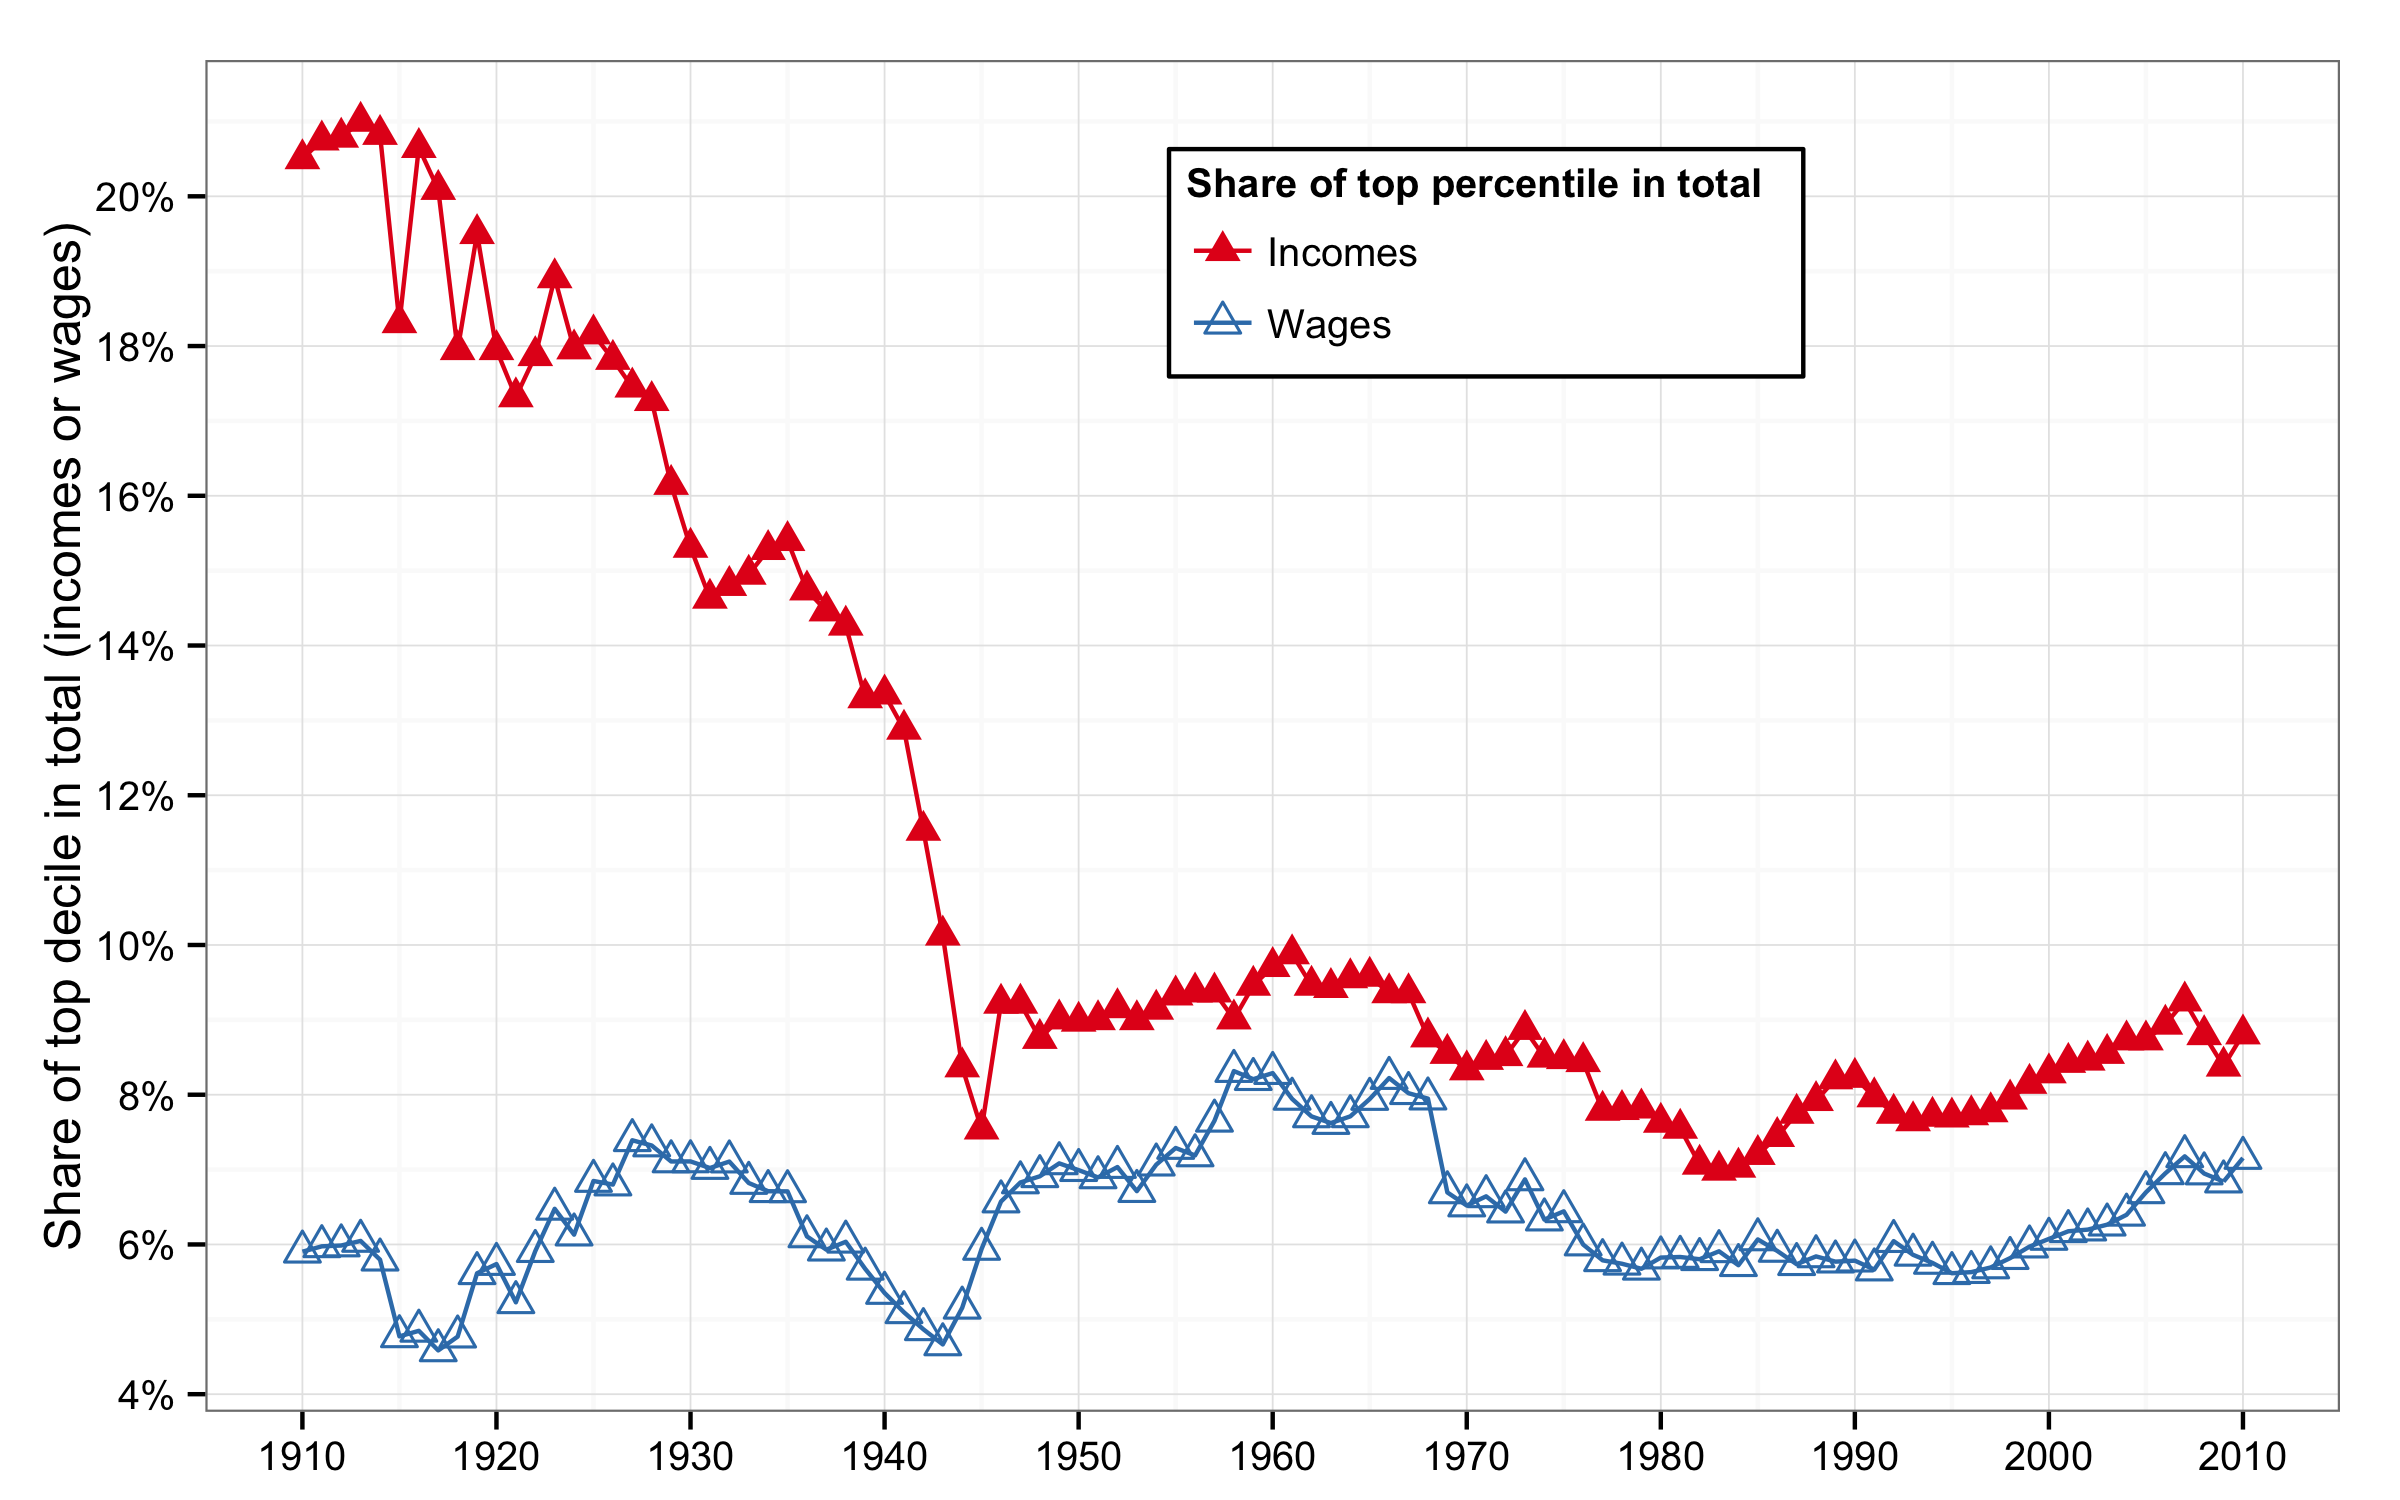 Share of top decile in total (incomes or wages)
20%
18%
16%
14%
12%
10%
8%
6%
4%
Share of top percentile in total
Incomes
Wages
1910 1920 1930 1940 1950 1960 1970 1980 1990 2000 2010